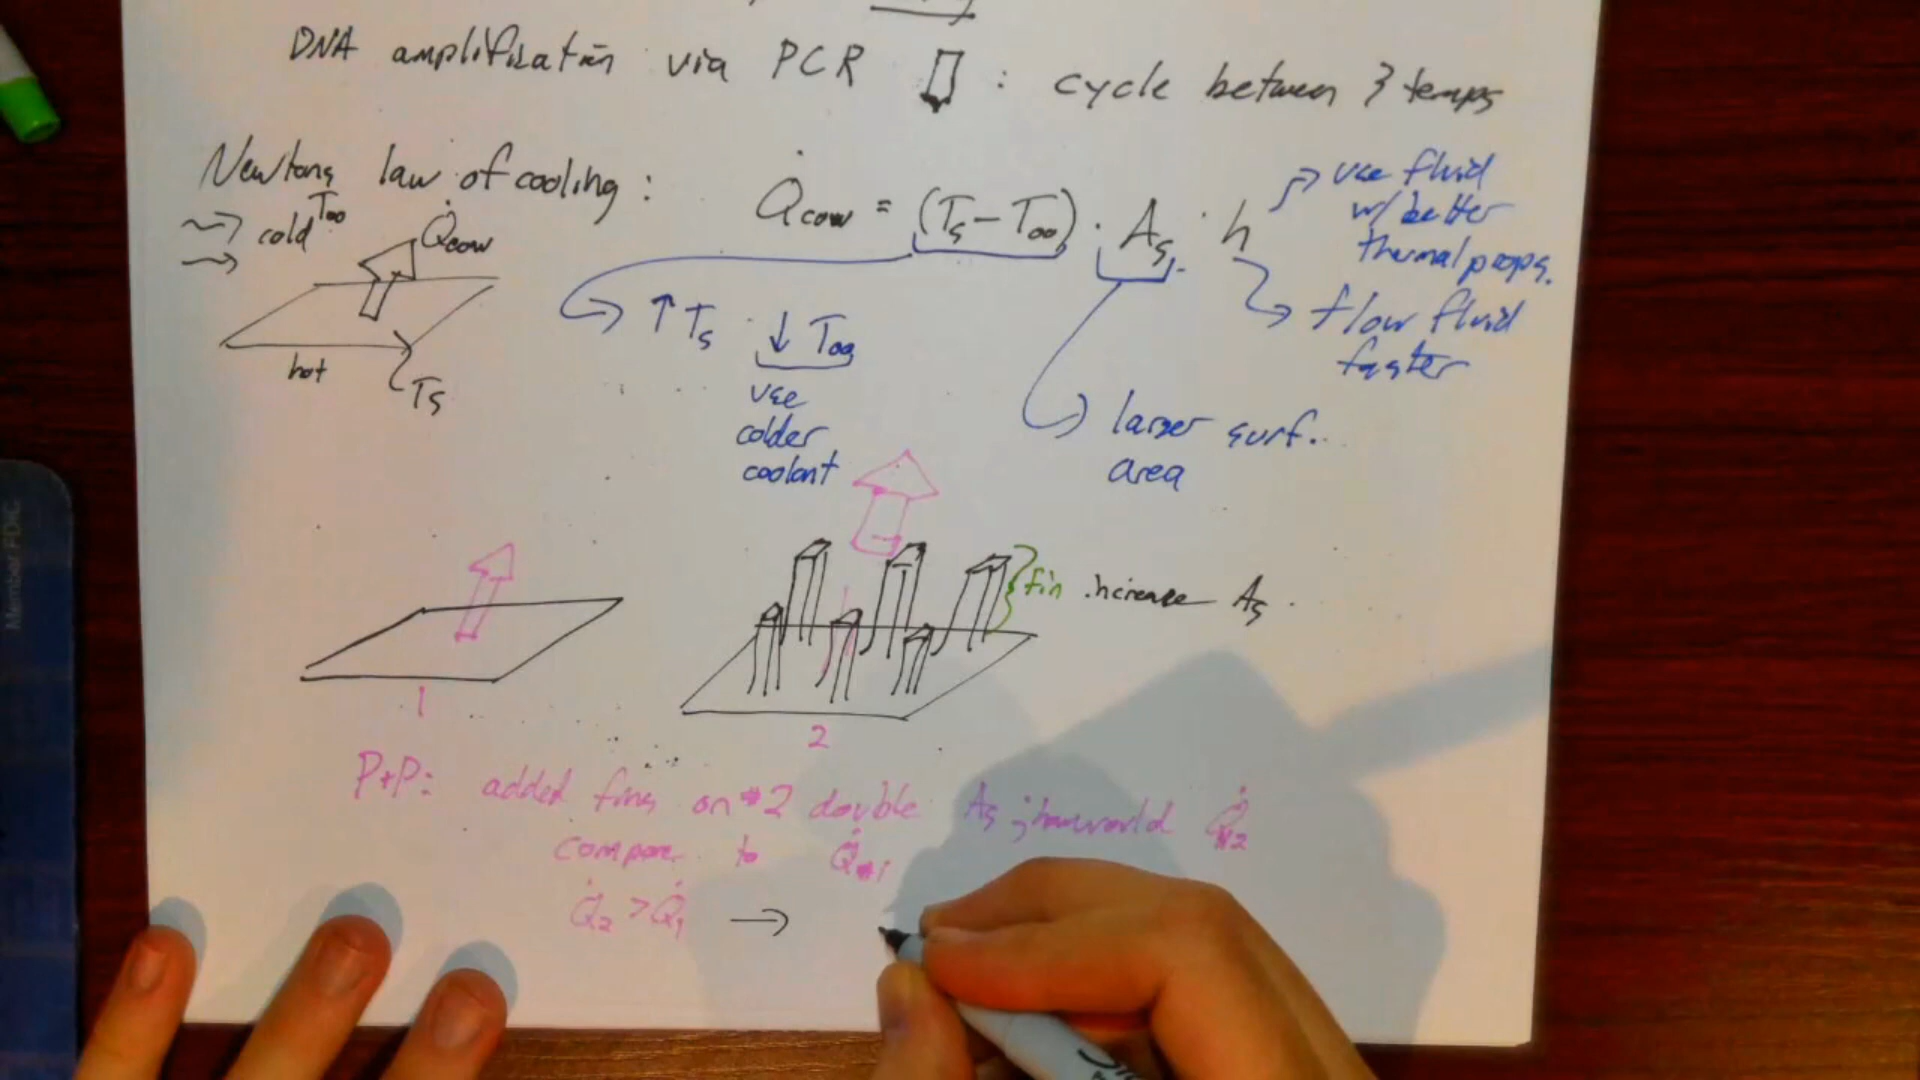 DNA amplification via PCR : cycle between 3 temps
Newtons law of cooling : Q̇conv = (Ts - T∞) · As · h
use fluid
w/ better
thermal props.
flow fluid
faster
cold T∞
Q̇conv
hot
Ts
↑ Ts ↓ T∞
use
colder
coolant
larger surf.
area
fin increase As
1
2
P+P: added fins on #2 double As ; how would Q̇#2
compare to Q̇#1
Q̇2 > Q̇1 →
Member FDIC